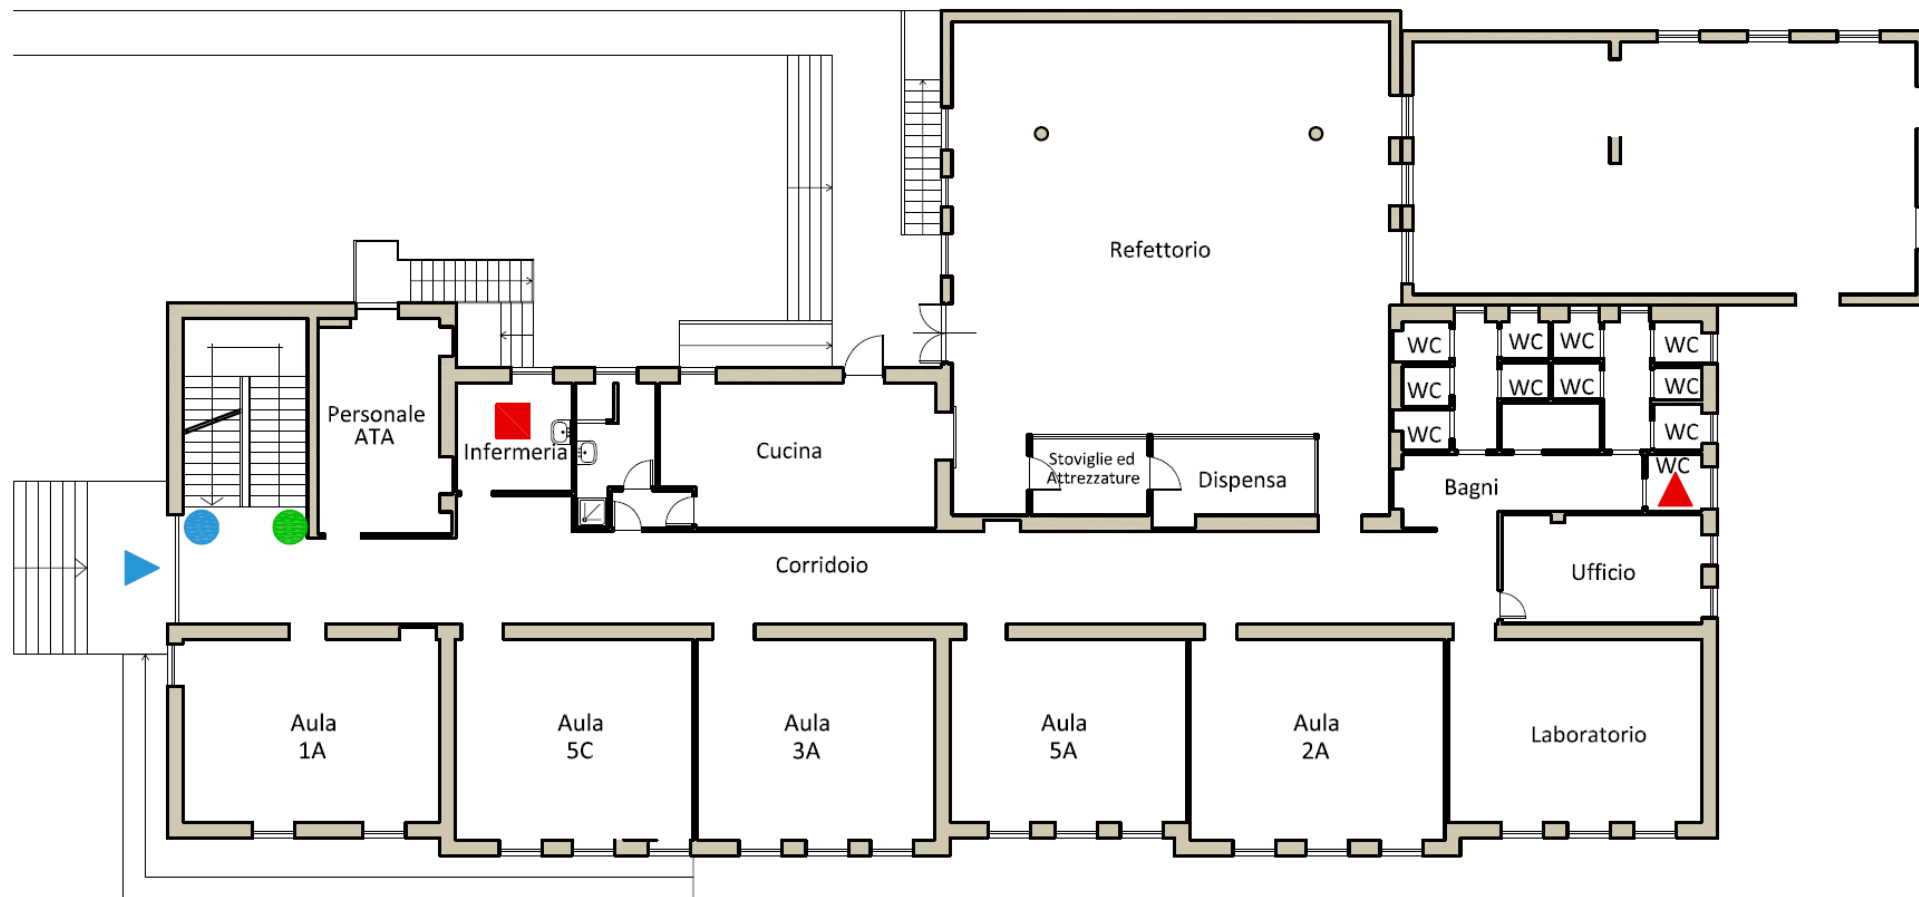 Refettorio
WC
WC
WC
WC
WC
WC
WC
WC
WC
WC
Personale
ATA
Infermeria
Cucina
Stoviglie ed
Attrezzature
Dispensa
Bagni
WC
Corridoio
Ufficio
Aula
1A
Aula
5C
Aula
3A
Aula
5A
Aula
2A
Laboratorio